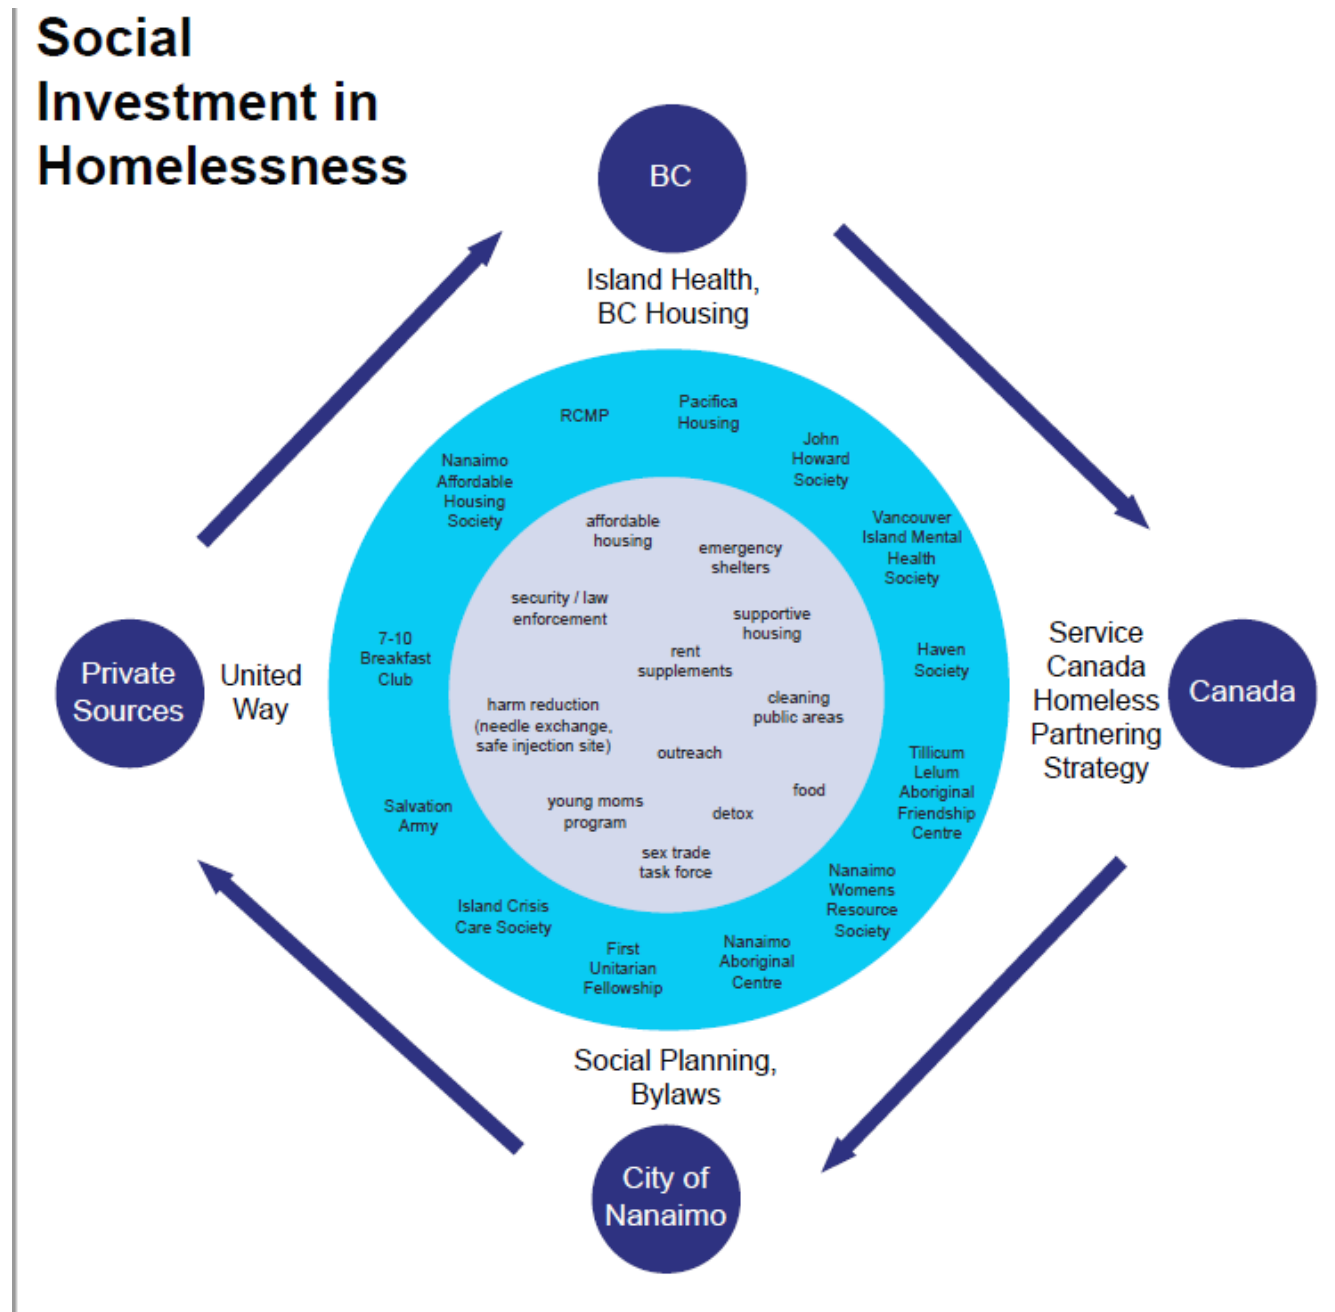 Social
Investment in
Homelessness
BC
Island Health,
BC Housing
RCMP
Pacifica
Housing
John
Howard
Society
Nanaimo
Affordable
Housing
Society
Vancouver
Island Mental
Health
Society
affordable
housing
emergency
shelters
security / law
enforcement
supportive
housing
7-10
Breakfast
Club
rent
supplements
Haven
Society
Private
Sources
United
Way
Service
Canada
Homeless
Partnering
Strategy
Canada
harm reduction
(needle exchange,
safe injection site)
cleaning
public areas
outreach
Tillicum
Lelum
Aboriginal
Friendship
Centre
food
Salvation
Army
young moms
program
detox
sex trade
task force
Nanaimo
Womens
Resource
Society
Island Crisis
Care Society
First
Unitarian
Fellowship
Nanaimo
Aboriginal
Centre
Social Planning,
Bylaws
City of
Nanaimo